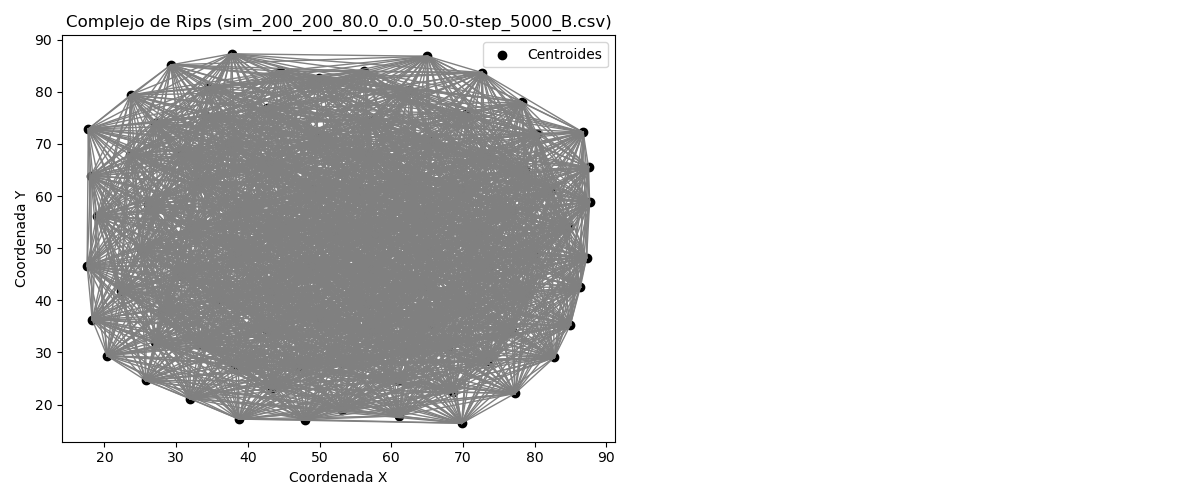 Complejo de Rips (sim_200_200_80.0_0.0_50.0-step_5000_B.csv)
90
80
70
60
50
40
30
20
Coordenada Y
Centroides
20 30 40 50 60 70 80 90
Coordenada X